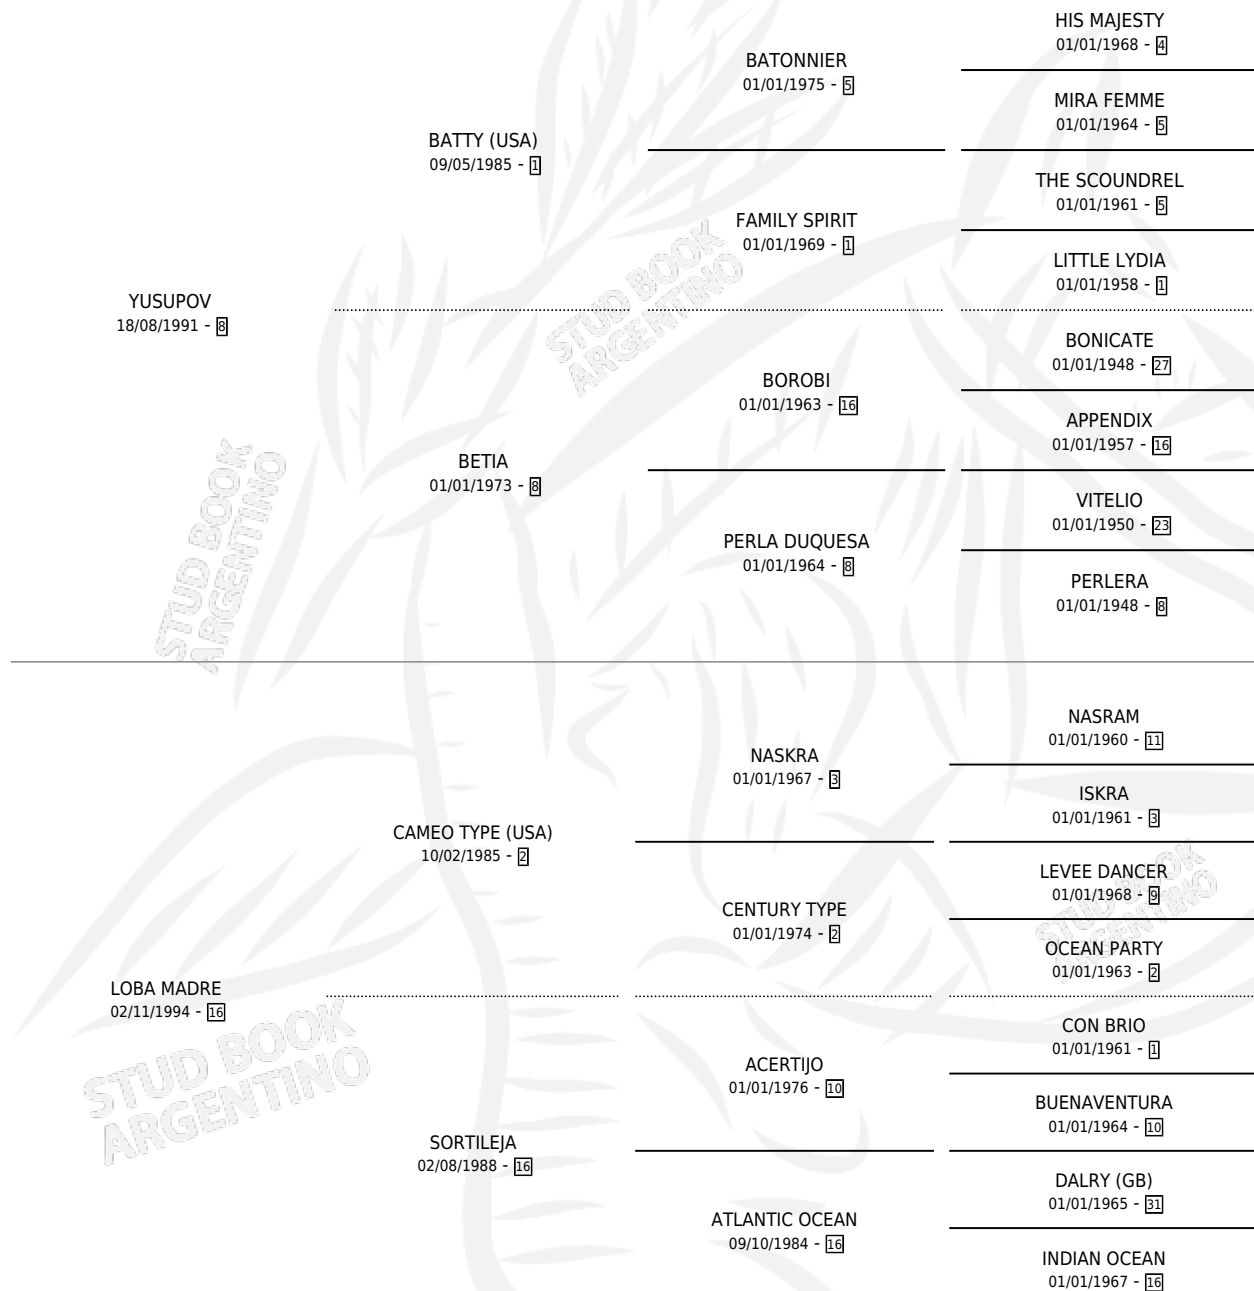 HIS MAJESTY
01/01/1968 - 4
BATONNIER
01/01/1975 - 5
MIRA FEMME
01/01/1964 - 5
BATTY (USA)
09/05/1985 - 1
THE SCOUNDREL
01/01/1961 - 5
FAMILY SPIRIT
01/01/1969 - 1
LITTLE LYDIA
01/01/1958 - 1
YUSUPOV
18/08/1991 - 8
BONICATE
01/01/1948 - 27
BOROBI
01/01/1963 - 16
APPENDIX
01/01/1957 - 16
BETIA
01/01/1973 - 8
VITELIO
01/01/1950 - 23
PERLA DUQUESA
01/01/1964 - 8
PERLERA
01/01/1948 - 8
NASRAM
01/01/1960 - 11
NASKRA
01/01/1967 - 3
ISKRA
01/01/1961 - 3
CAMEO TYPE (USA)
10/02/1985 - 2
LEVEE DANCER
01/01/1968 - 9
CENTURY TYPE
01/01/1974 - 2
OCEAN PARTY
01/01/1963 - 2
LOBA MADRE
02/11/1994 - 16
CON BRIO
01/01/1961 - 1
ACERTIJO
01/01/1976 - 10
BUENAVENTURA
01/01/1964 - 10
SORTILEJA
02/08/1988 - 16
DALRY (GB)
01/01/1965 - 31
ATLANTIC OCEAN
09/10/1984 - 16
INDIAN OCEAN
01/01/1967 - 16
STUD BOOK
ARGENTINO
STUD BOOK
ARGENTINO
STUD BOOK
ARGENTINO
STUD BOOK
ARGENTINO